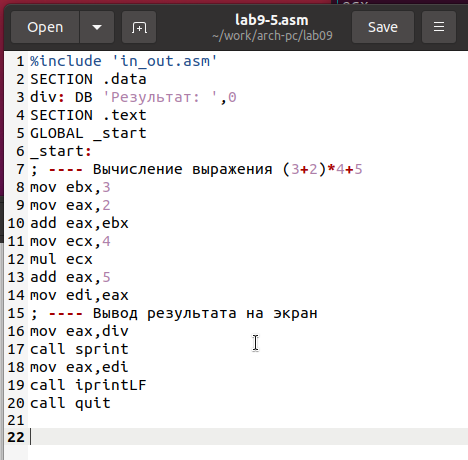 Open
lab9-5.asm
~/work/arch-pc/lab09
Save
1 %include 'in_out.asm'
2 SECTION .data
3 div: DB 'Результат: ',0
4 SECTION .text
5 GLOBAL _start
6 _start:
7 ; ---- Вычисление выражения (3+2)*4+5
8 mov ebx,3
9 mov eax,2
10 add eax,ebx
11 mov ecx,4
12 mul ecx
13 add eax,5
14 mov edi,eax
15 ; ---- Вывод результата на экран
16 mov eax,div
17 call sprint
18 mov eax,edi
19 call iprintLF
20 call quit
21
22